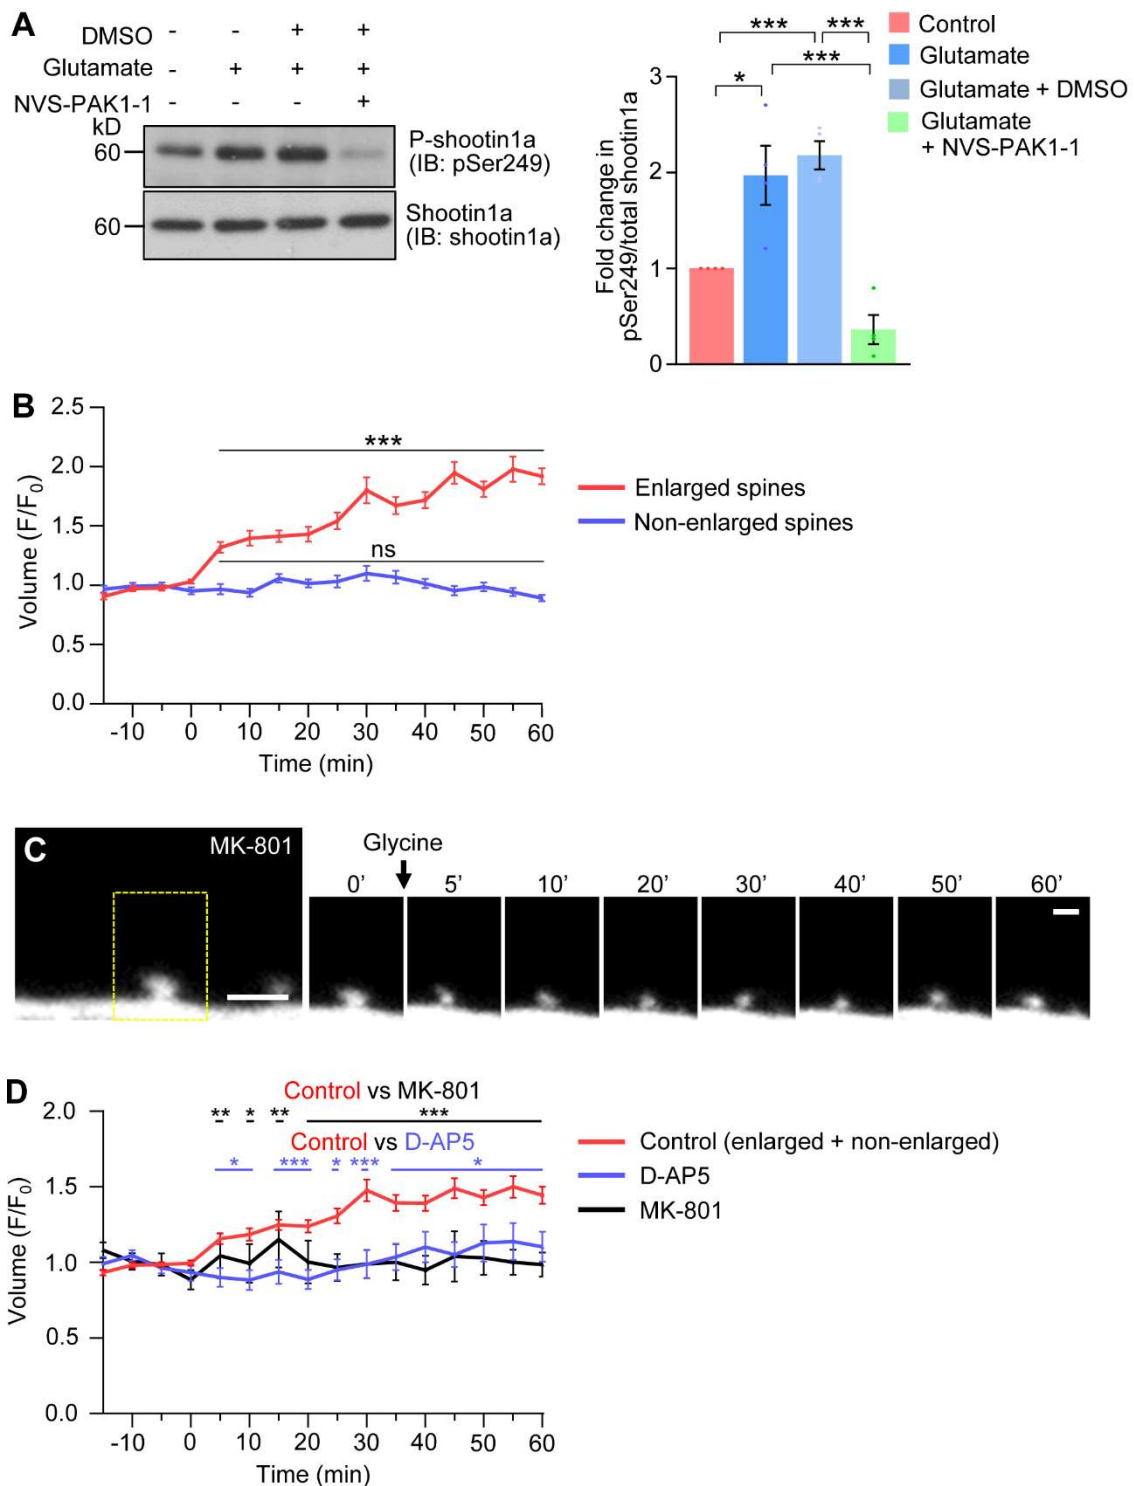 A
DMSO - - + +
Glutamate - + + +
NVS-PAK1-1 - - - +
kD
60
P-shootin1a
(IB: pSer249)
60
Shootin1a
(IB: shootin1a)
*** ***
***
*
3
2
1
0
Fold change in
pSer249/total shootin1a
Control
Glutamate
Glutamate + DMSO
Glutamate
+ NVS-PAK1-1
B
2.5
2.0
1.5
1.0
0.5
0.0
Volume (F/F0)
***
ns
-10 0 10 20 30 40 50 60
Time (min)
Enlarged spines
Non-enlarged spines
C
MK-801
Glycine
0’ 5’ 10’ 20’ 30’ 40’ 50’ 60’
D
Control vs MK-801
** * ** ***
Control vs D-AP5
* *** * *** *
2.0
1.5
1.0
0.5
0.0
Volume (F/F0)
-10 0 10 20 30 40 50 60
Time (min)
Control (enlarged + non-enlarged)
D-AP5
MK-801